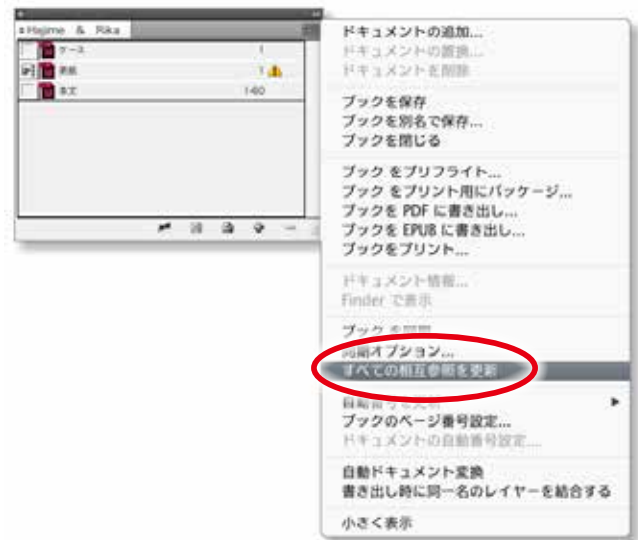 Hajime & Rika
ケース 1
表紙 1
本文 1-60
ドキュメントの追加...
ドキュメントの置換...
ドキュメントを削除
ブックを保存
ブックを別名で保存...
ブックを閉じる
ブック をプリフライト...
ブック をプリント用にパッケージ...
ブックを PDF に書き出し...
ブックを EPUB に書き出し...
ブックをプリント...
ドキュメント情報...
Finder で表示
ブック を同期
同期オプション...
すべての相互参照を更新
自動番号を更新
ブックのページ番号設定...
ドキュメントの自動番号設定...
自動ドキュメント変換
書き出し時に同一名のレイヤーを結合する
小さく表示